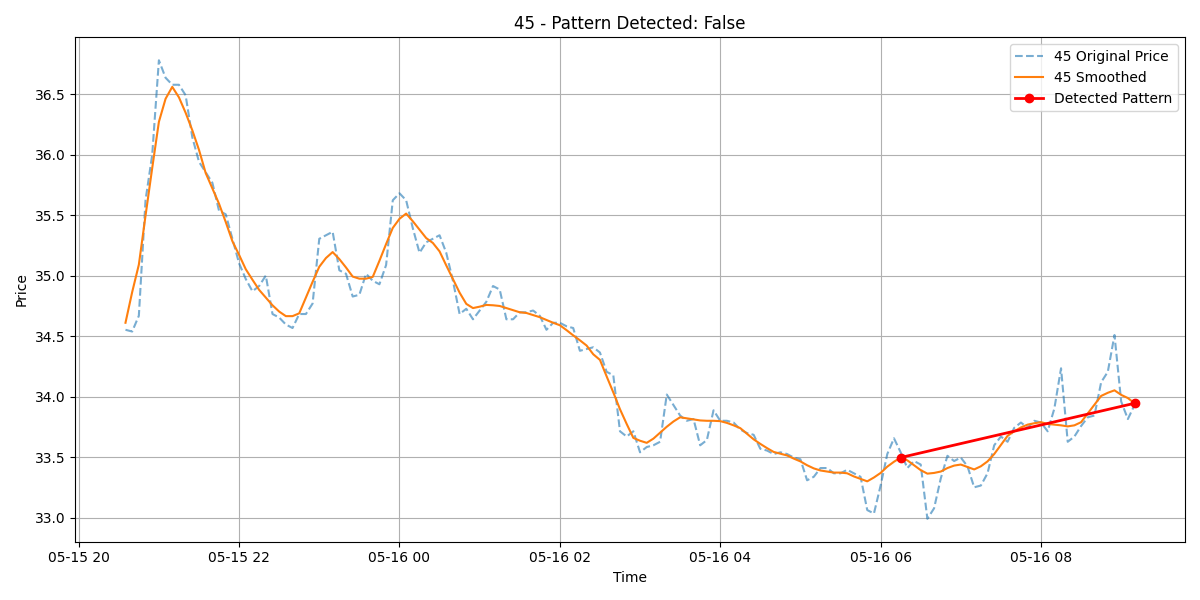 45 - Pattern Detected: False
45 Original Price
45 Smoothed
Detected Pattern
Price
36.5
36.0
35.5
35.0
34.5
34.0
33.5
33.0
05-15 20
05-15 22
05-16 00
05-16 02
05-16 04
05-16 06
05-16 08
Time